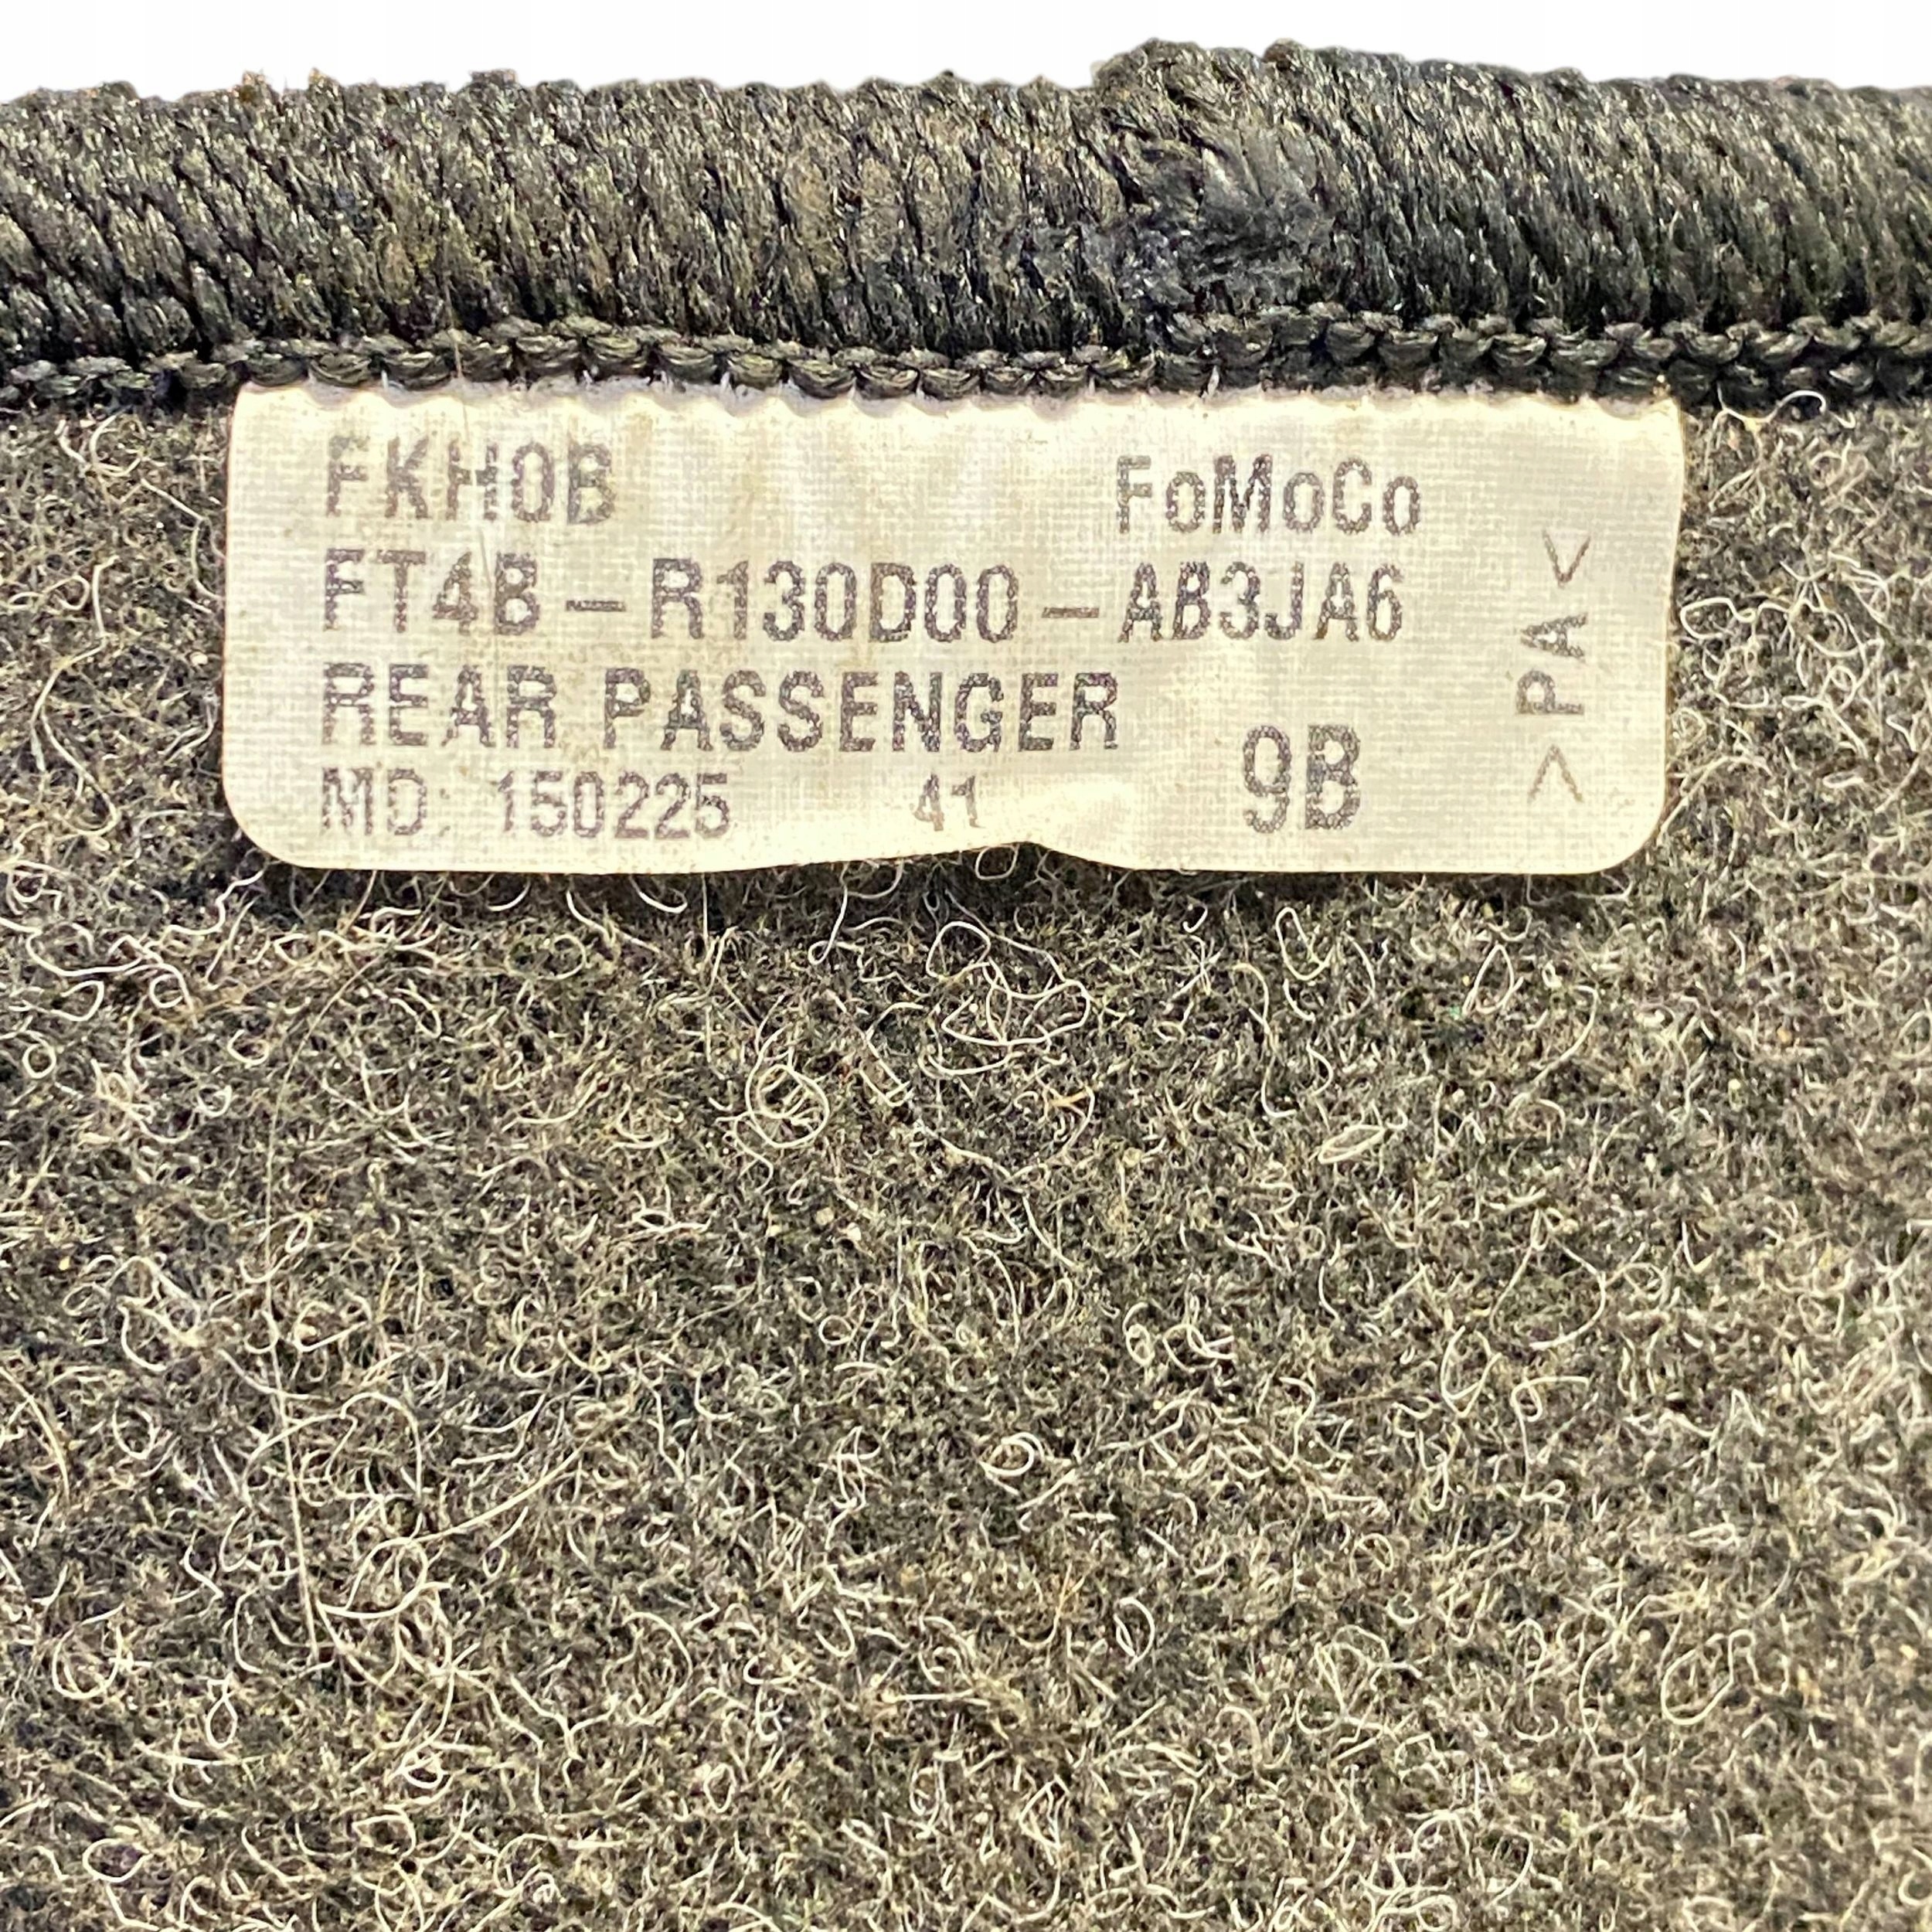 FKH0B FoMoCo
FT4B-R130D00-AB3JA6
REAR PASSENGER
MD: 150225 41 9B
>PA<